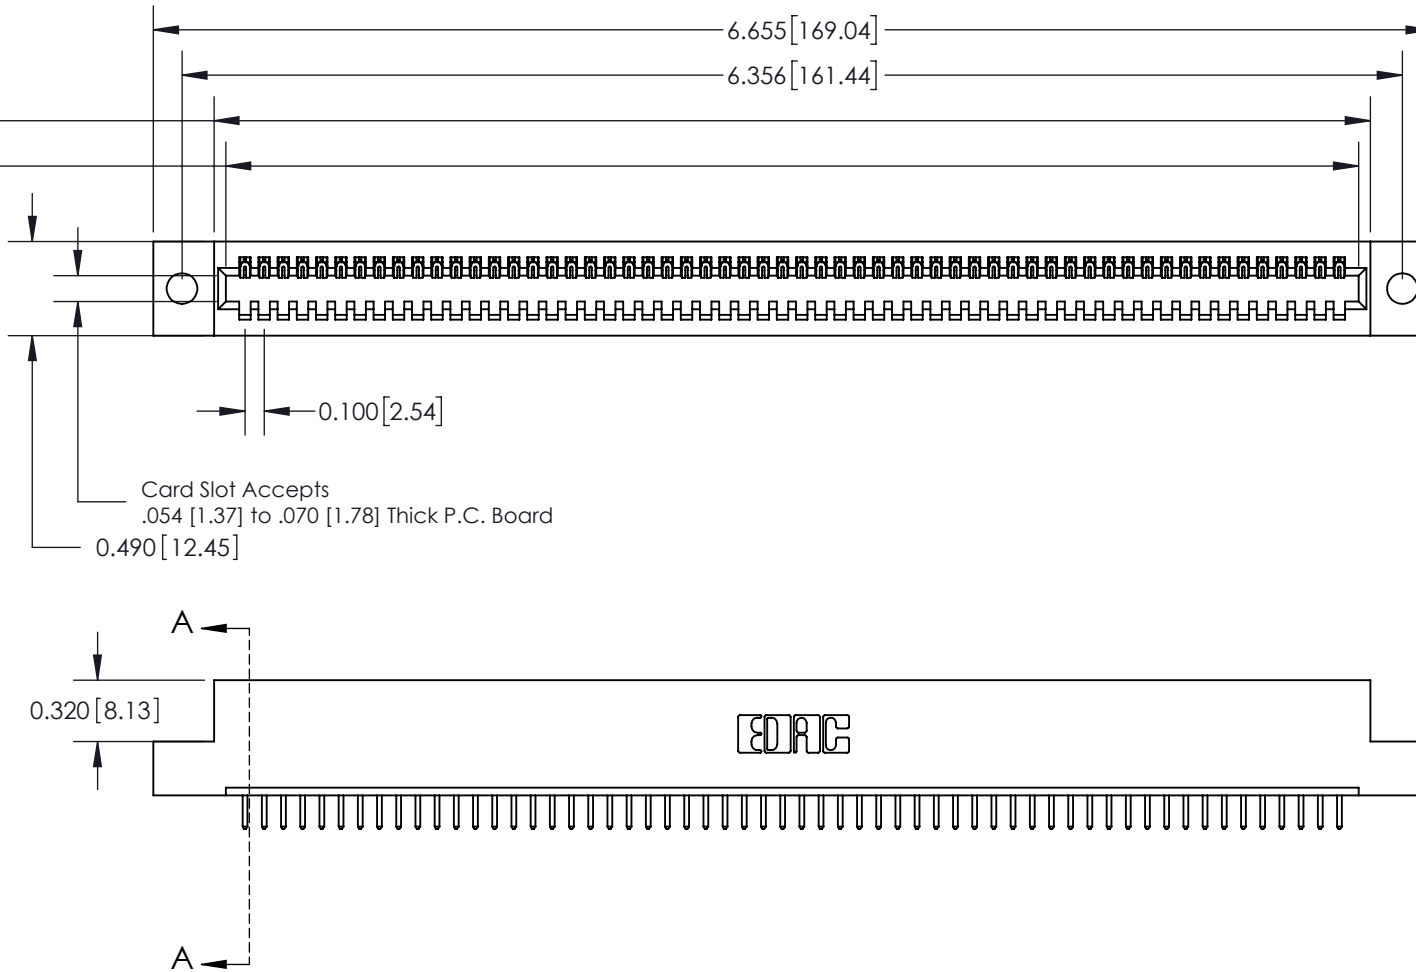 6.655[169.04]
6.356[161.44]
0.100[2.54]
Card Slot Accepts
.054 [1.37] to .070 [1.78] Thick P.C. Board
0.490[12.45]
A
0.320[8.13]
EDAC
A